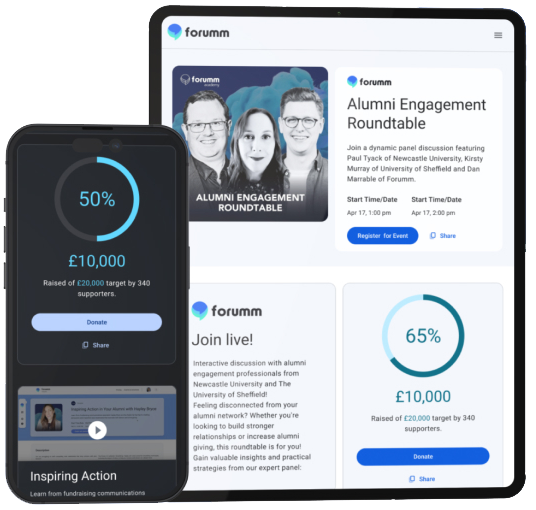 forumm
forumm
academy
ALUMNI ENGAGEMENT
ROUNDTABLE
forumm
Alumni Engagement
Roundtable
Join a dynamic panel discussion featuring
Paul Tyack of Newcastle University, Kirsty
Murray of University of Sheffield and Dan
Marrable of Forumm.
Start Time/Date Start Time/Date
Apr 17, 1:00 pm Apr 17, 2:00 pm
Register for Event Share
50%
£10,000
Raised of £20,000 target by 340
supporters.
Donate
Share
Inspiring Action
Learn from fundraising communications
forumm
Join live!
Interactive discussion with alumni
engagement professionals from
Newcastle University and The
University of Sheffield!
Feeling disconnected from your
alumni network? Whether you're
looking to build stronger
relationships or increase alumni
giving, this roundtable is for you!
Gain valuable insights and practical
strategies from our expert panel:
65%
£10,000
Raised of £20,000 target by 340
supporters.
Donate
Share